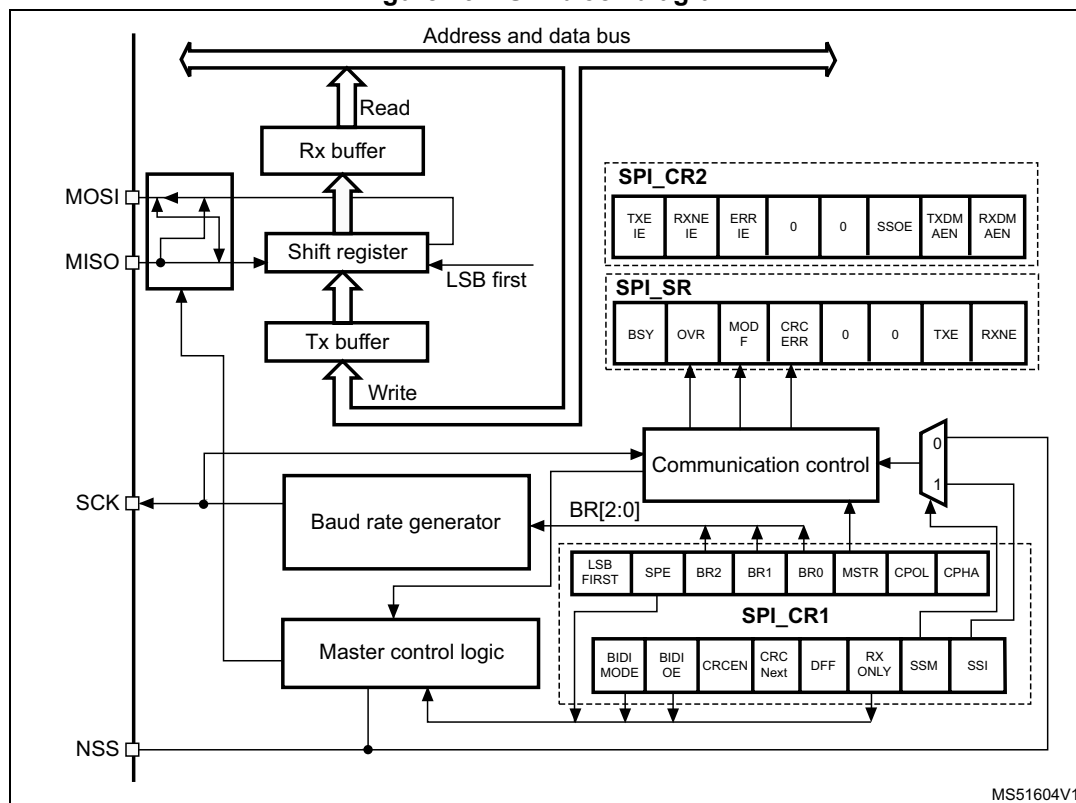 Address and data bus
Read
Rx buffer
MOSI
MISO
Shift register
LSB first
Tx buffer
Write
SPI_CR2
TXE
IE
RXNE
IE
ERR
IE
0
0
SSOE
TXDM
AEN
RXDM
AEN
SPI_SR
BSY
OVR
MOD
F
CRC
ERR
0
0
TXE
RXNE
Communication control
0
1
SCK
Baud rate generator
BR[2:0]
LSB
FIRST
SPE
BR2
BR1
BR0
MSTR
CPOL
CPHA
SPI_CR1
Master control logic
BIDI
MODE
BIDI
OE
CRCEN
CRC
Next
DFF
RX
ONLY
SSM
SSI
NSS
MS51604V1